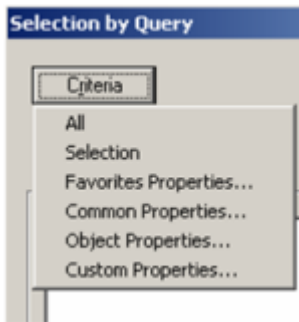 Selection by Query
Criteria
All
Selection
Favorites Properties...
Common Properties...
Object Properties...
Custom Properties...